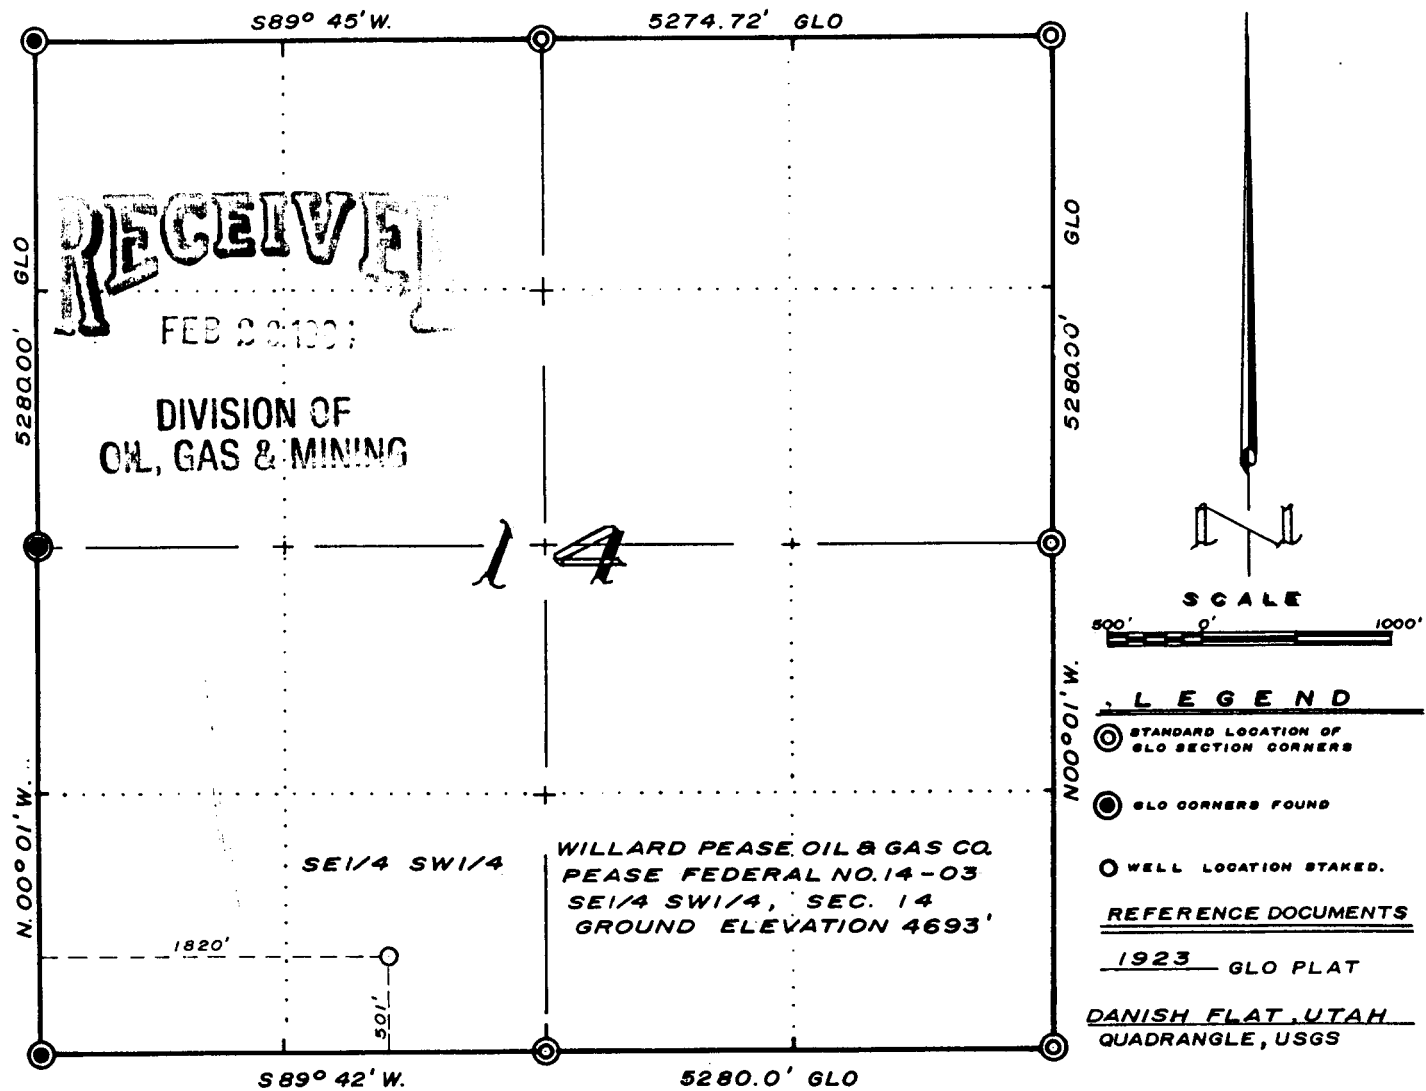 S89° 45' W.
5274.72' GLO
5280.00' GLO
N.00° 01' W.
RECEIVED
FEB
DIVISION OF
OIL, GAS & MINING
14
5280.00' GLO
N00° 01' W.
SE1/4 SW1/4
WILLARD PEASE OIL & GAS CO.
PEASE FEDERAL NO. 14-03
SE1/4 SW1/4, SEC. 14
GROUND ELEVATION 4693'
1820'
501'
S89° 42' W.
5280.0' GLO
N
SCALE
500' 0' 1000'
LEGEND
STANDARD LOCATION OF
GLO SECTION CORNERS
GLO CORNERS FOUND
WELL LOCATION STAKED.
REFERENCE DOCUMENTS
1923 GLO PLAT
DANISH FLAT, UTAH
QUADRANGLE, USGS